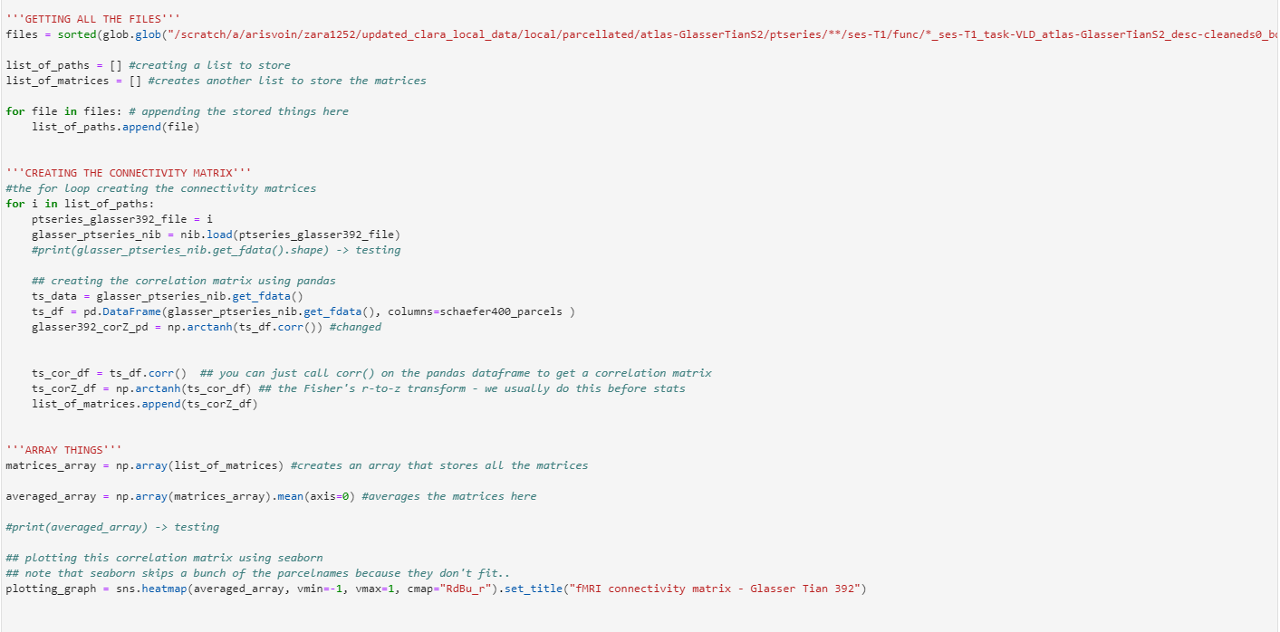 '''GETTING ALL THE FILES'''
files = sorted(glob.glob("/scratch/a/arisvoin/zara1252/updated_clara_local_data/local/parcellated/atlas-GlasserTianS2/ptseries/**/ses-T1/func/*_ses-T1_task-VLD_atlas-GlasserTianS2_desc-cleaneds0_bo
list_of_paths = [] #creating a list to store
list_of_matrices = [] #creates another list to store the matrices
for file in files: # appending the stored things here
    list_of_paths.append(file)
'''CREATING THE CONNECTIVITY MATRIX'''
#the for loop creating the connectivity matrices
for i in list_of_paths:
    ptseries_glasser392_file = i
    glasser_ptseries_nib = nib.load(ptseries_glasser392_file)
    #print(glasser_ptseries_nib.get_fdata().shape) -> testing
    ## creating the correlation matrix using pandas
    ts_data = glasser_ptseries_nib.get_fdata()
    ts_df = pd.DataFrame(glasser_ptseries_nib.get_fdata(), columns=schaefer400_parcels )
    glasser392_corZ_pd = np.arctanh(ts_df.corr()) #changed
    ts_cor_df = ts_df.corr()  ## you can just call corr() on the pandas dataframe to get a correlation matrix
    ts_corZ_df = np.arctanh(ts_cor_df) ## the Fisher's r-to-z transform - we usually do this before stats
    list_of_matrices.append(ts_corZ_df)
'''ARRAY THINGS'''
matrices_array = np.array(list_of_matrices) #creates an array that stores all the matrices
averaged_array = np.array(matrices_array).mean(axis=0) #averages the matrices here
#print(averaged_array) -> testing
## plotting this correlation matrix using seaborn
## note that seaborn skips a bunch of the parcelnames because they don't fit..
plotting_graph = sns.heatmap(averaged_array, vmin=-1, vmax=1, cmap="RdBu_r").set_title("fMRI connectivity matrix - Glasser Tian 392")